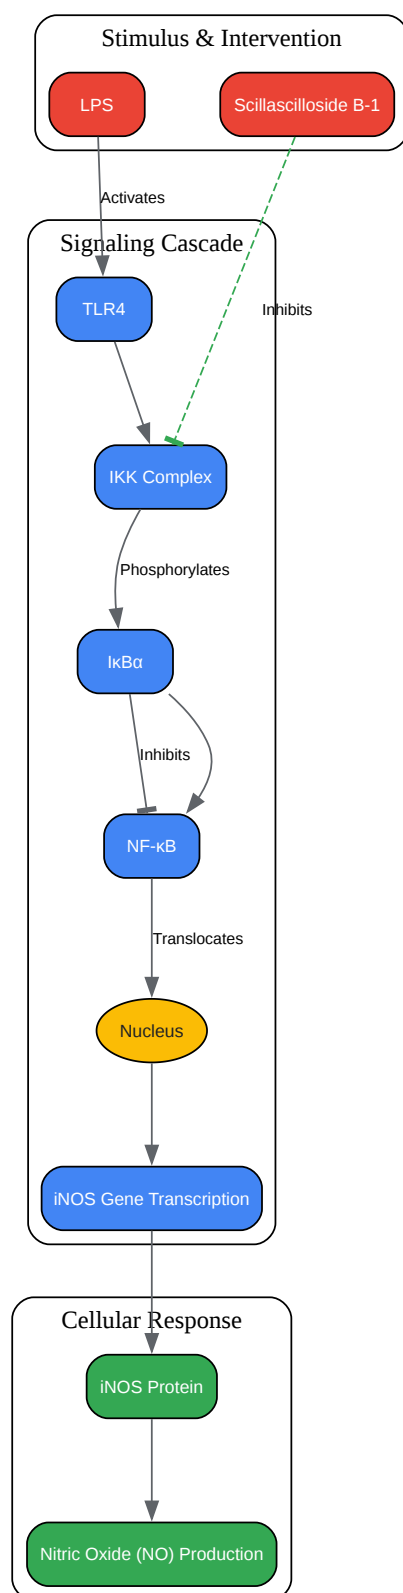 Stimulus & Intervention
LPS
Scillascilloside B-1
Activates
Signaling Cascade
TLR4
Inhibits
IKK Complex
Phosphorylates
IκBα
Inhibits
NF-κB
Translocates
Nucleus
iNOS Gene Transcription
Cellular Response
iNOS Protein
Nitric Oxide (NO) Production